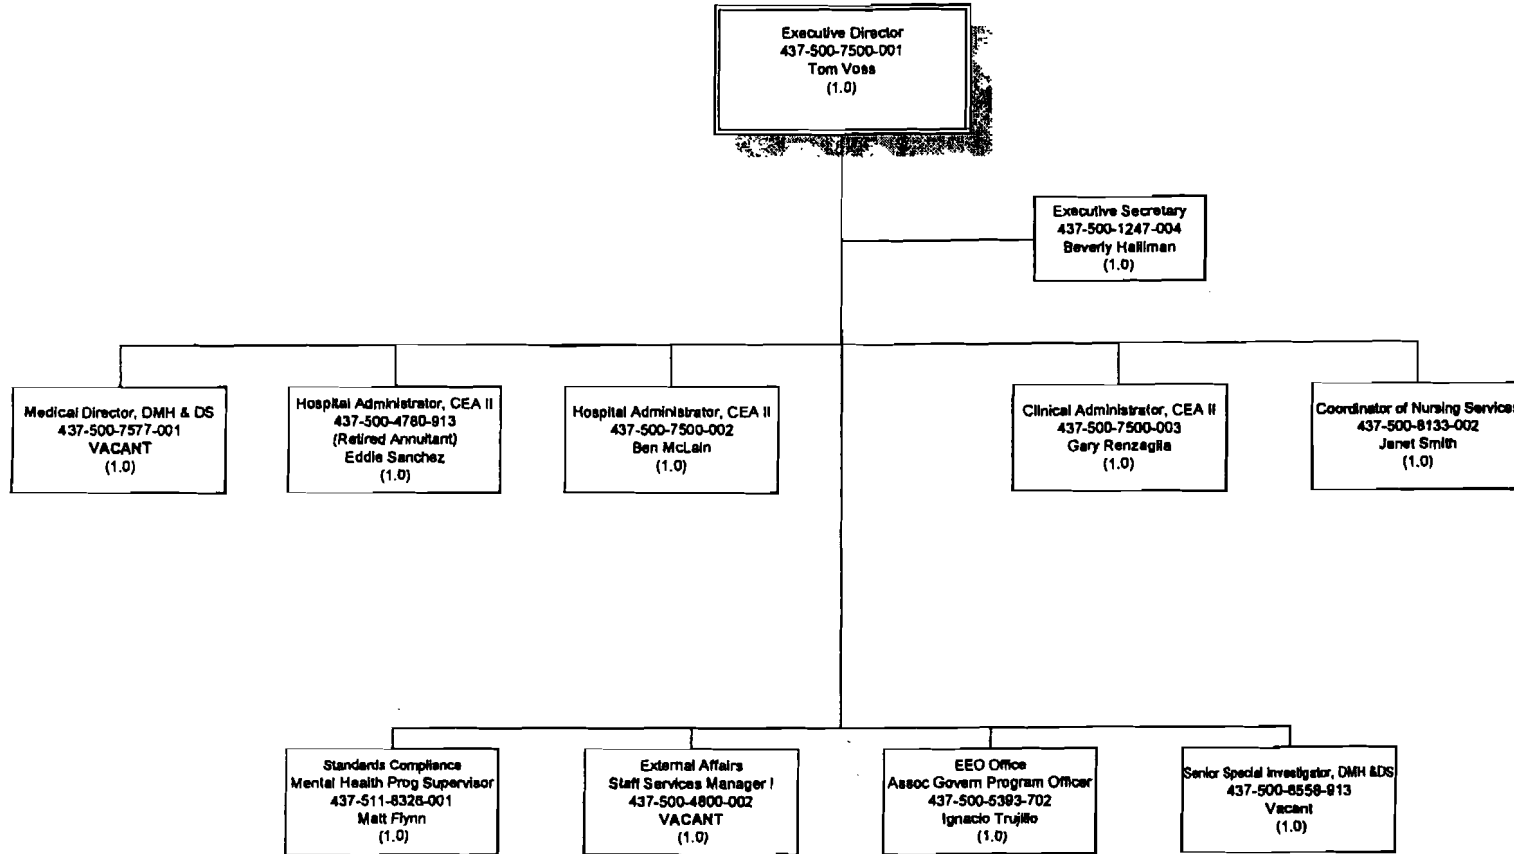 Executive Director
437-500-7500-001
Tom Voss
(1.0)
Executive Secretary
437-500-1247-004
Beverly Halliman
(1.0)
Medical Director, DMH & DS
437-500-7577-001
VACANT
(1.0)
Hospital Administrator, CEA II
437-500-4780-913
(Retired Annuitant)
Eddie Sanchez
(1.0)
Hospital Administrator, CEA II
437-500-7500-002
Ben McLain
(1.0)
Clinical Administrator, CEA II
437-500-7500-003
Gary Renzaglia
(1.0)
Coordinator of Nursing Services
437-500-8133-002
Janet Smith
(1.0)
Standards Compliance
Mental Health Prog Supervisor
437-511-8326-001
Matt Flynn
(1.0)
External Affairs
Staff Services Manager I
437-500-4800-002
VACANT
(1.0)
EEO Office
Assoc Govern Program Officer
437-500-5393-702
Ignacio Trujillo
(1.0)
Senior Special Investigator, DMH &DS
437-500-8558-913
Vacant
(1.0)